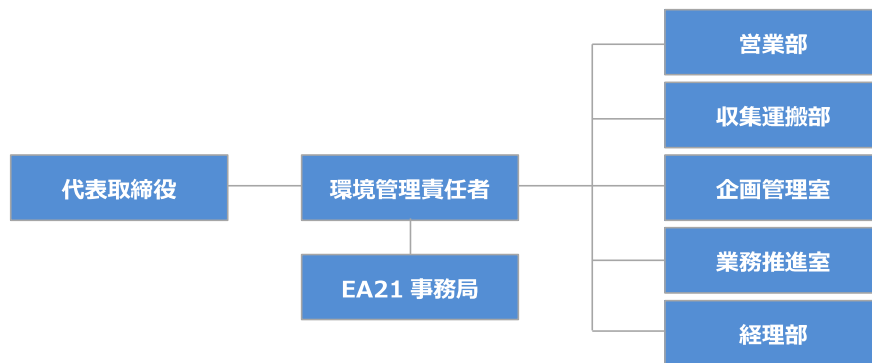 代表取締役
環境管理責任者
EA21 事務局
営業部
収集運搬部
企画管理室
業務推進室
経理部